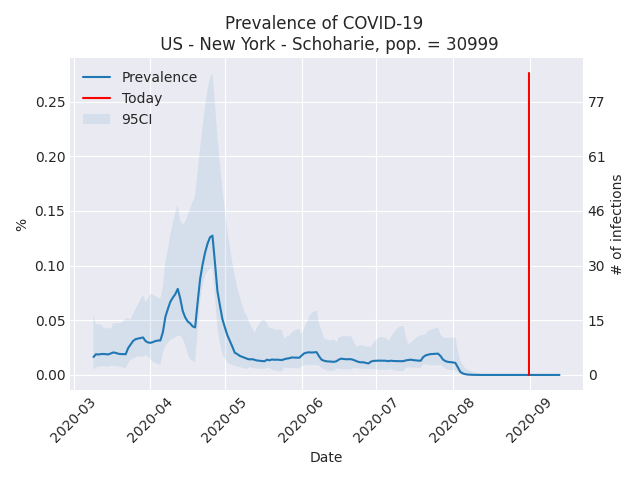 Prevalence of COVID-19
US - New York - Schoharie, pop. = 30999
Prevalence
Today
95CI
0.25
0.20
0.15
0.10
0.05
0.00
%
77
61
46
30
15
0
# of infections
2020-03
2020-04
2020-05
2020-06
2020-07
2020-08
2020-09
Date